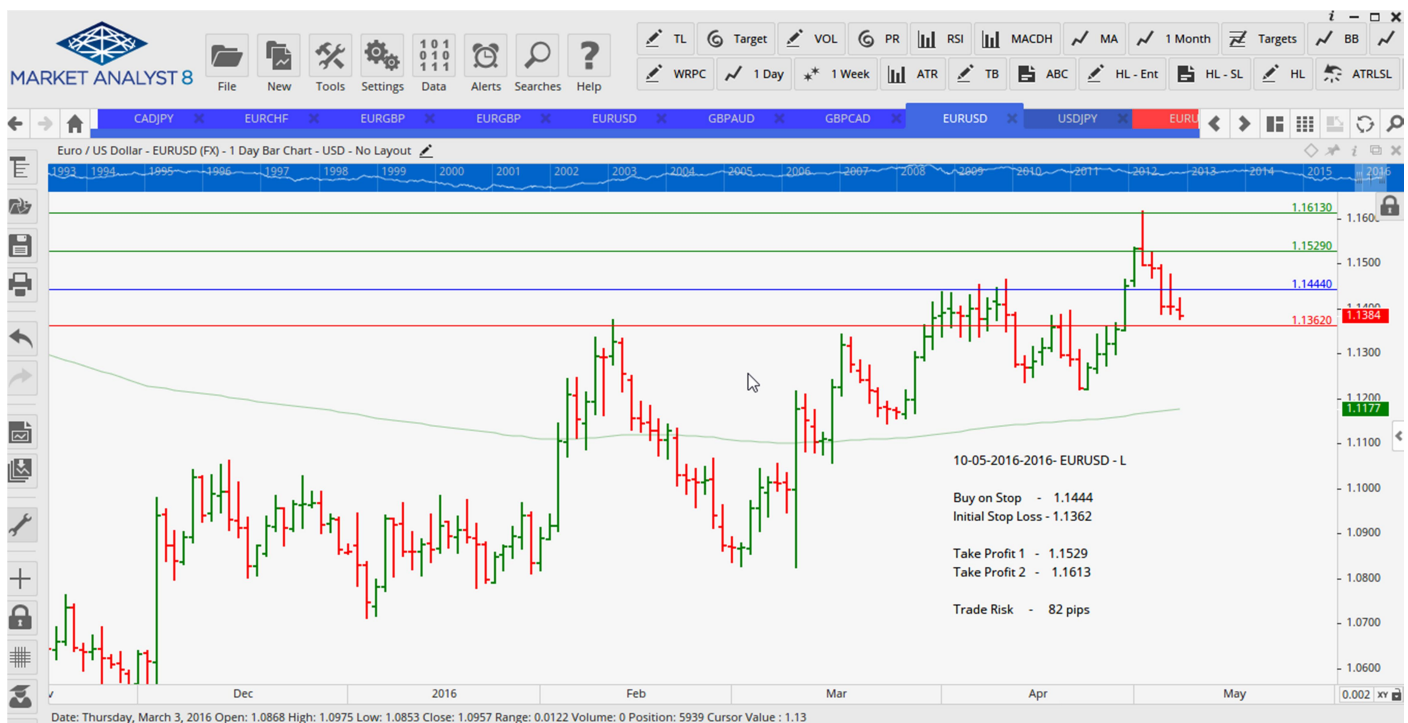 i
TL Target VOL PR RSI MACDH MA 1 Month Targets BB
MARKET ANALYST 8
File New Tools Settings Data Alerts Searches Help
101
010
111
WRPC 1 Day 1 Week ATR TB ABC HL - Ent HL - SL HL ATRLSL
CADJPY EURCHF EURGBP EURGBP EURUSD GBPAUD GBPCAD EURUSD USDJPY EURU
Euro / US Dollar - EURUSD (FX) - 1 Day Bar Chart - USD - No Layout
1993 1994 1995 1996 1997 1998 1999 2000 2001 2002 2003 2004 2005 2006 2007 2008 2009 2010 2011 2012 2013 2014 2015 2016
1.16130
1.160
1.15290
1.1500
1.14440
1.1400
1.1384
1.13620
1.1300
1.1200
1.1177
1.1100
10-05-2016-2016- EURUSD - L
1.1000
Buy on Stop - 1.1444
Initial Stop Loss - 1.1362
1.0900
Take Profit 1 - 1.1529
Take Profit 2 - 1.1613
1.0800
Trade Risk - 82 pips
1.0700
1.0600
v Dec 2016 Feb Mar Apr May 0.002 XY
Date: Thursday, March 3, 2016 Open: 1.0868 High: 1.0975 Low: 1.0853 Close: 1.0957 Range: 0.0122 Volume: 0 Position: 5939 Cursor Value : 1.13